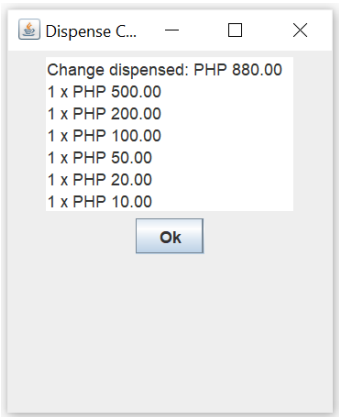 Dispense C...
Change dispensed: PHP 880.00
1 x PHP 500.00
1 x PHP 200.00
1 x PHP 100.00
1 x PHP 50.00
1 x PHP 20.00
1 x PHP 10.00
Ok